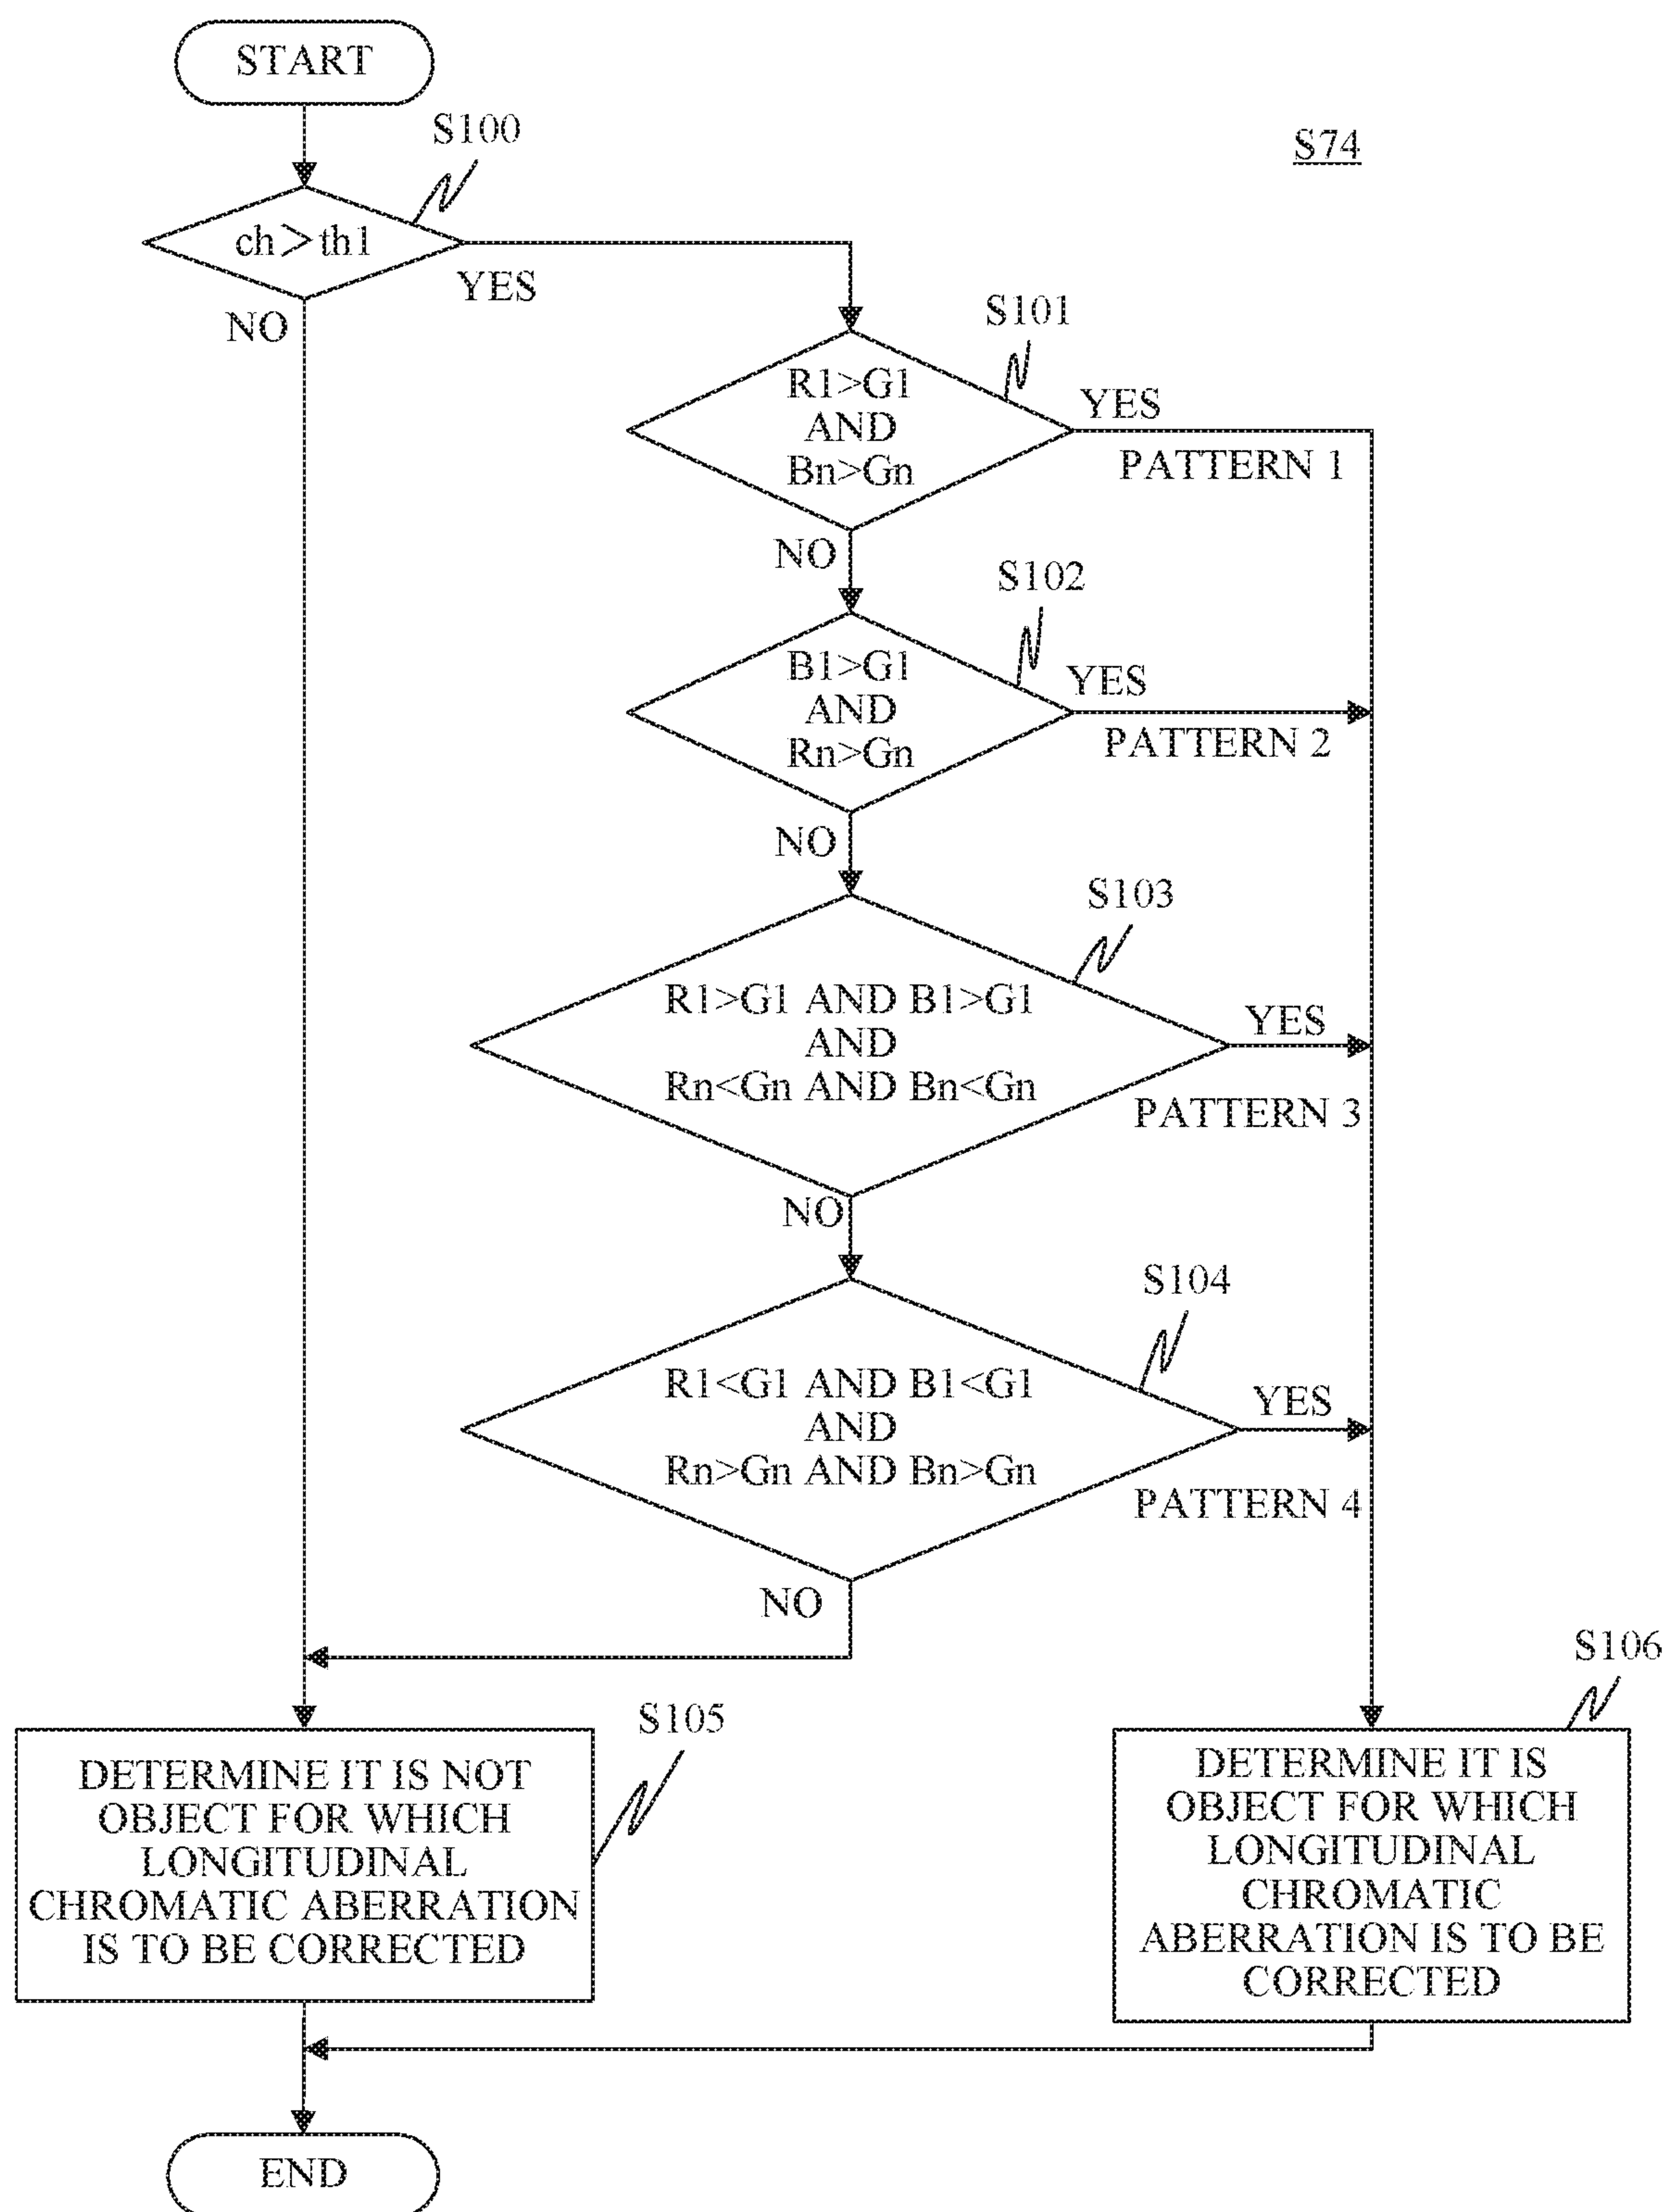 START
S100
S74
ch>th1
YES
NO
S101
R1>G1
AND
Bn>Gn
YES
PATTERN 1
NO
S102
B1>G1
AND
Rn>Gn
YES
PATTERN 2
NO
S103
R1>G1 AND B1>G1
AND
Rn<Gn AND Bn<Gn
YES
PATTERN 3
NO
S104
R1<G1 AND B1<G1
AND
Rn>Gn AND Bn>Gn
YES
PATTERN 4
NO
S105
DETERMINE IT IS NOT
OBJECT FOR WHICH
LONGITUDINAL
CHROMATIC ABERRATION
IS TO BE CORRECTED
S106
DETERMINE IT IS
OBJECT FOR WHICH
LONGITUDINAL
CHROMATIC
ABERRATION IS TO BE
CORRECTED
END